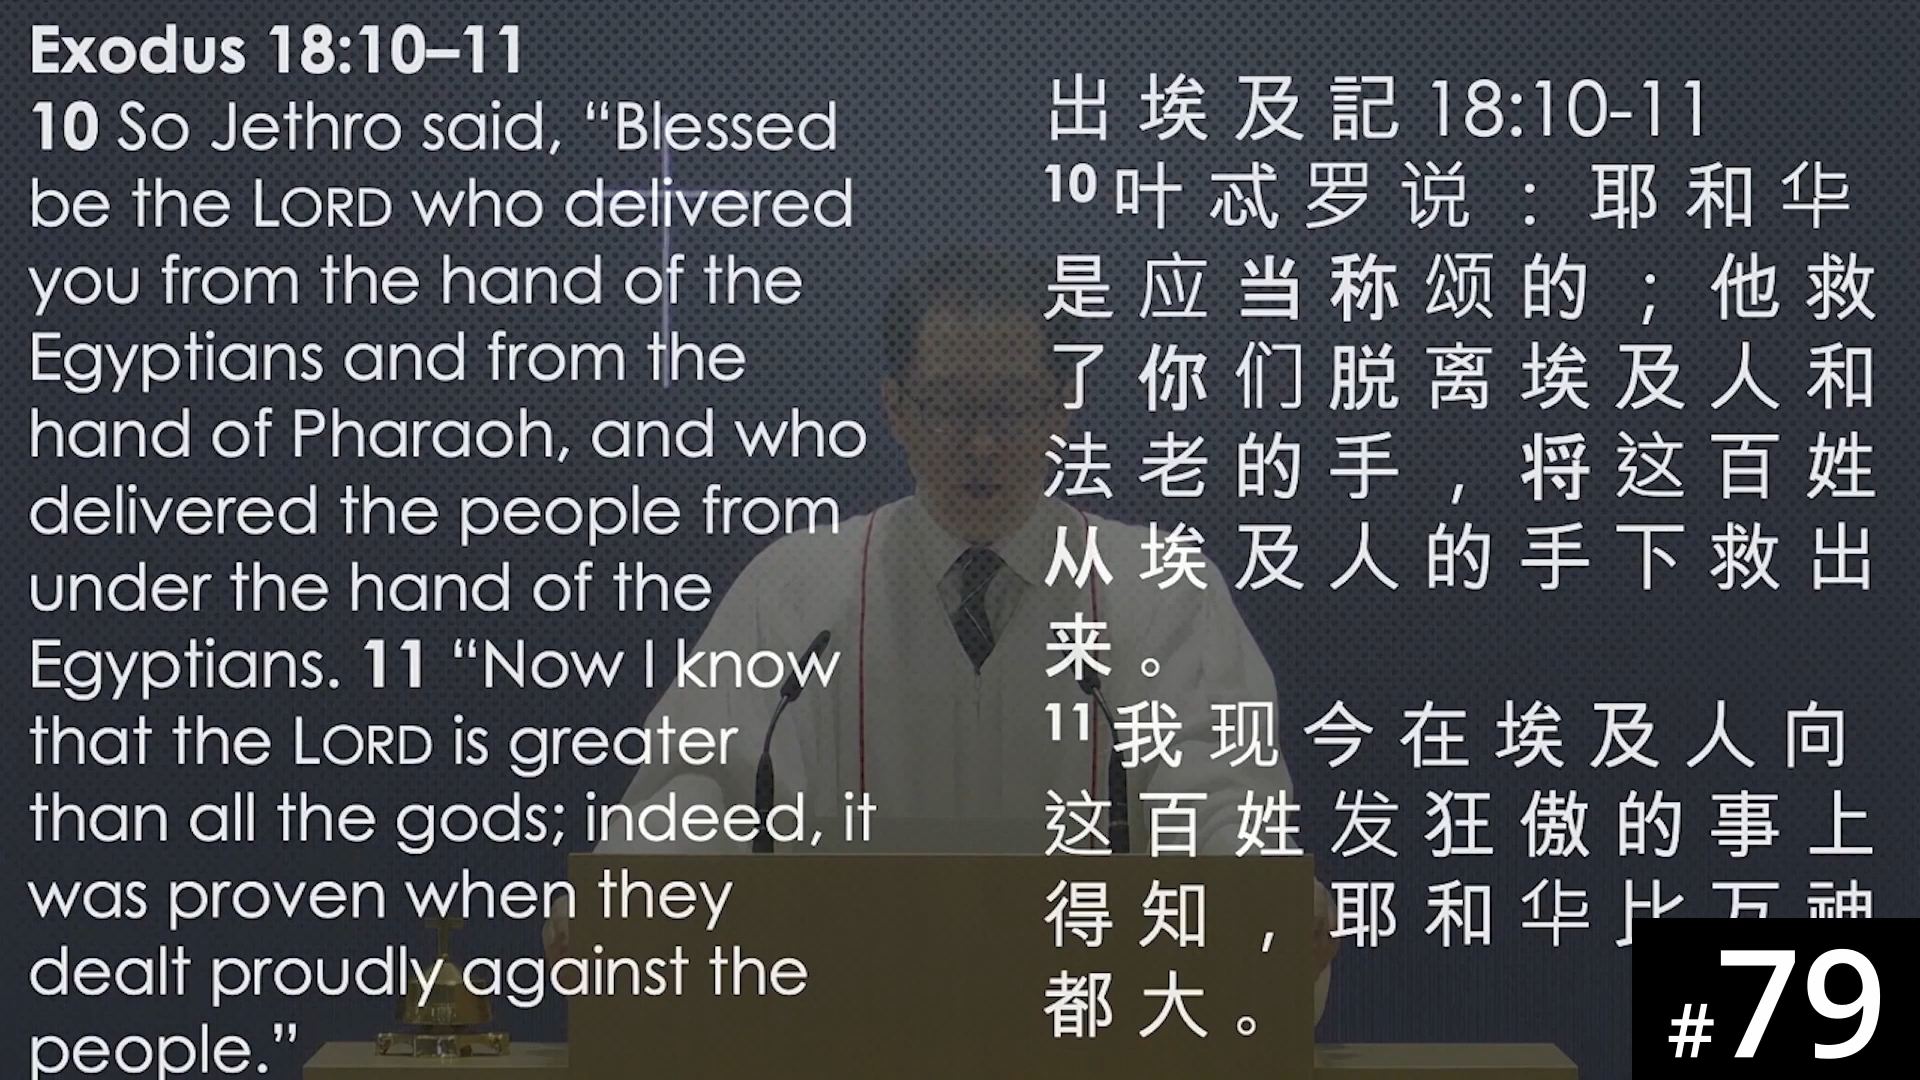 Exodus 18:10–11
10 So Jethro said, “Blessed
be the LORD who delivered
you from the hand of the
Egyptians and from the
hand of Pharaoh, and who
delivered the people from
under the hand of the
Egyptians. 11 “Now I know
that the LORD is greater
than all the gods; indeed, it
was proven when they
dealt proudly against the
people.”
出埃及記 18:10-11
10 叶忒罗说：耶和华
是应当称颂的；他救
了你们脱离埃及人和
法老的手，将这百姓
从埃及人的手下救出
来。
11 我现今在埃及人向
这百姓发狂傲的事上
得知，耶和华比万神
都大。
#79